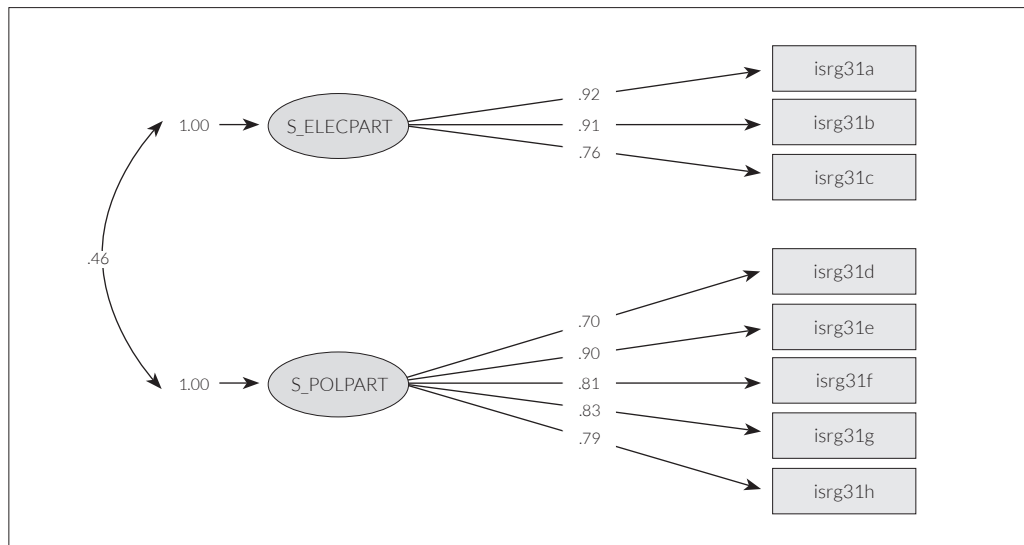 isrg31a
.92
1.00
S_ELECPART
.91
isrg31b
.76
isrg31c
.46
isrg31d
.70
isrg31e
.90
1.00
S_POLPART
.81
isrg31f
.83
isrg31g
.79
isrg31h